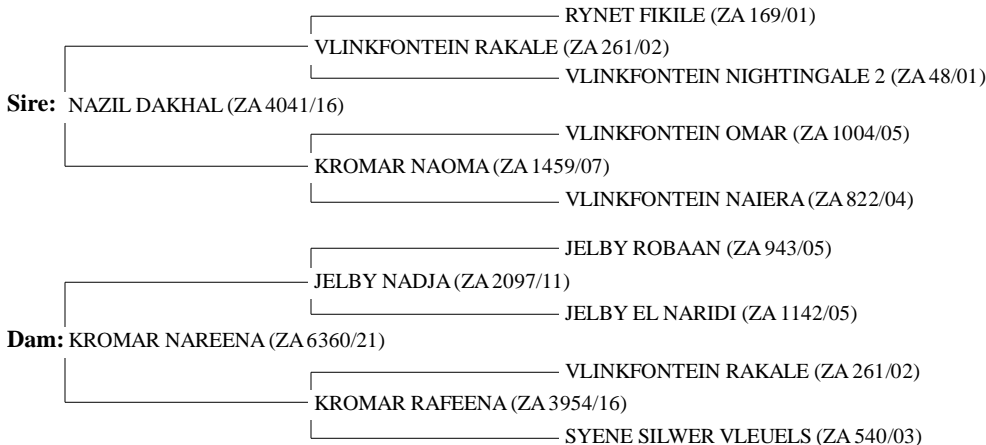 RYNET FIKILE (ZA 169/01)
VLINKFONTEIN RAKALE (ZA 261/02)
VLINKFONTEIN NIGHTINGALE 2 (ZA 48/01)
Sire: NAZIL DAKHAL (ZA 4041/16)
VLINKFONTEIN OMAR (ZA 1004/05)
KROMAR NAOMA (ZA 1459/07)
VLINKFONTEIN NAIERA (ZA 822/04)
JELBY ROBAAN (ZA 943/05)
JELBY NADJA (ZA 2097/11)
JELBY EL NARIDI (ZA 1142/05)
Dam: KROMAR NAREENA (ZA 6360/21)
VLINKFONTEIN RAKALE (ZA 261/02)
KROMAR RAFEENA (ZA 3954/16)
SYENE SILWER VLEUELS (ZA 540/03)